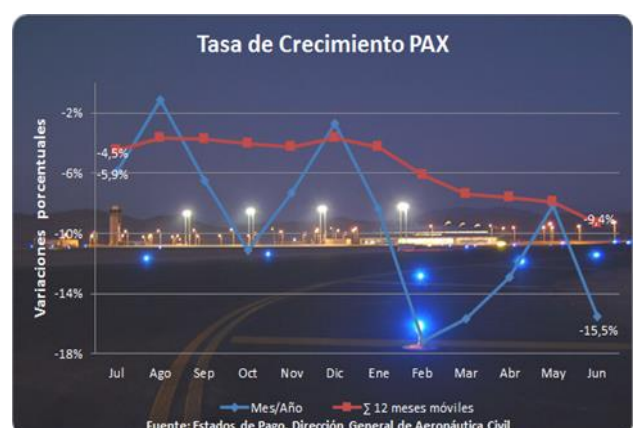 Tasa de Crecimiento PAX
Variaciones porcentuales
-2%
-6%
-10%
-14%
-18%
-4,5%
-5,9%
-9,4%
-15,5%
Jul Ago Sep Oct Nov Dic Ene Feb Mar Abr May Jun
Mes/Año ∑ 12 meses móviles
Fuente: Estados de Pago, Dirección General de Aeronáutica Civil